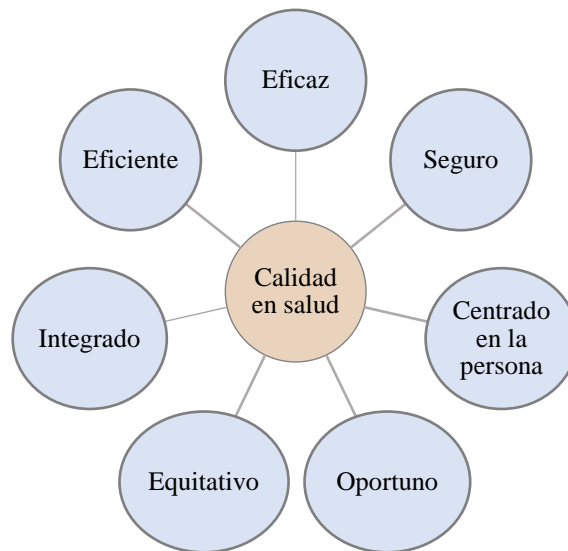 Eficaz
Eficiente
Seguro
Calidad
en salud
Integrado
Centrado
en la
persona
Equitativo
Oportuno